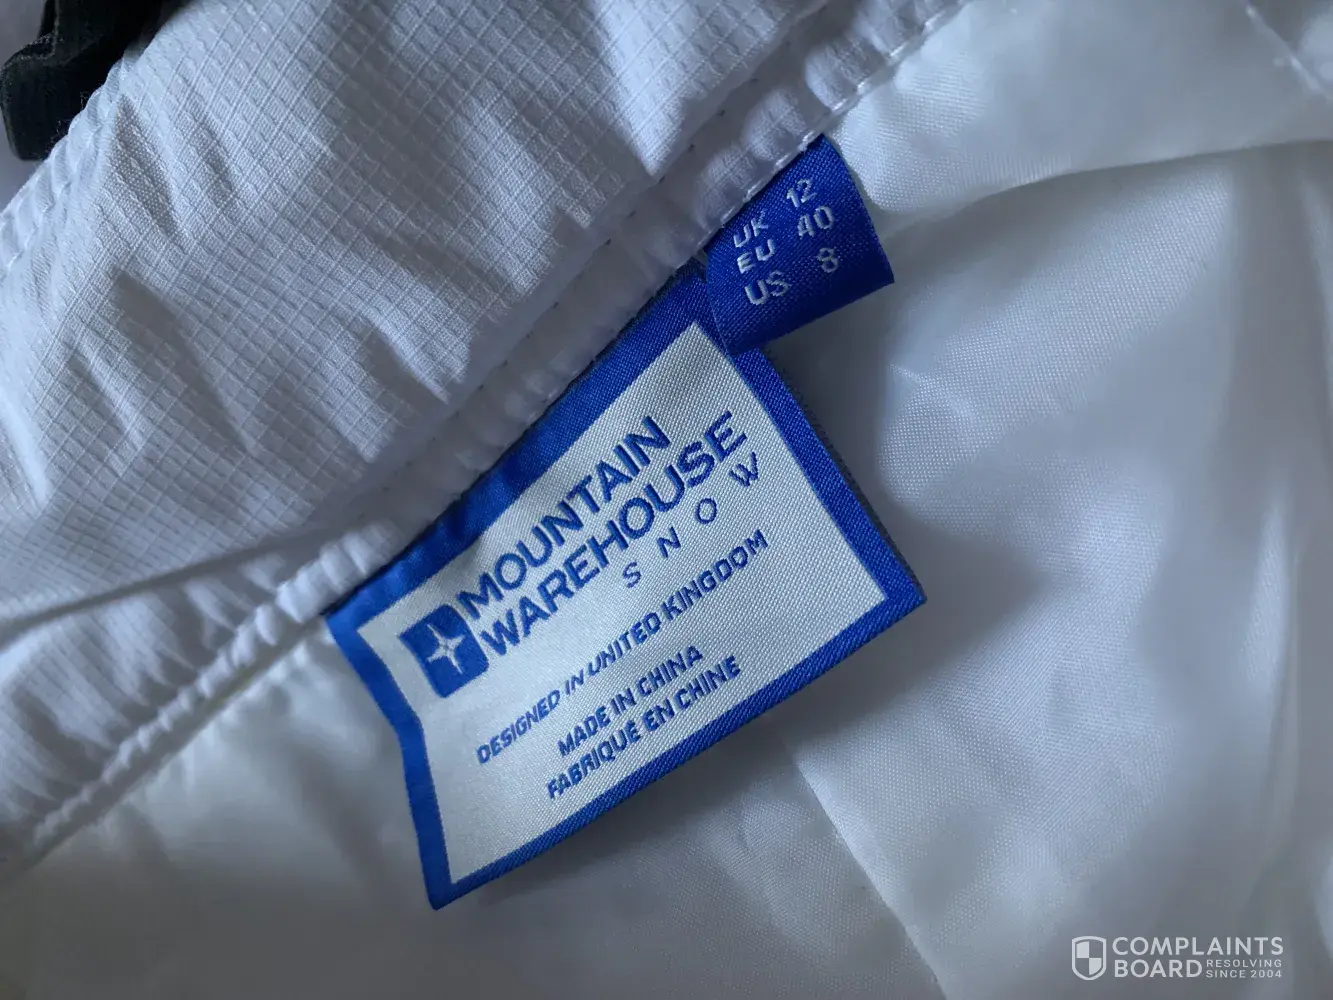 UK 12
EU 40
US 8
MOUNTAIN
WAREHOUSE
SNOW
DESIGNED IN UNITED KINGDOM
MADE IN CHINA
FABRIQUÉ EN CHINE
COMPLAINTS
BOARD RESOLVING
SINCE 2004